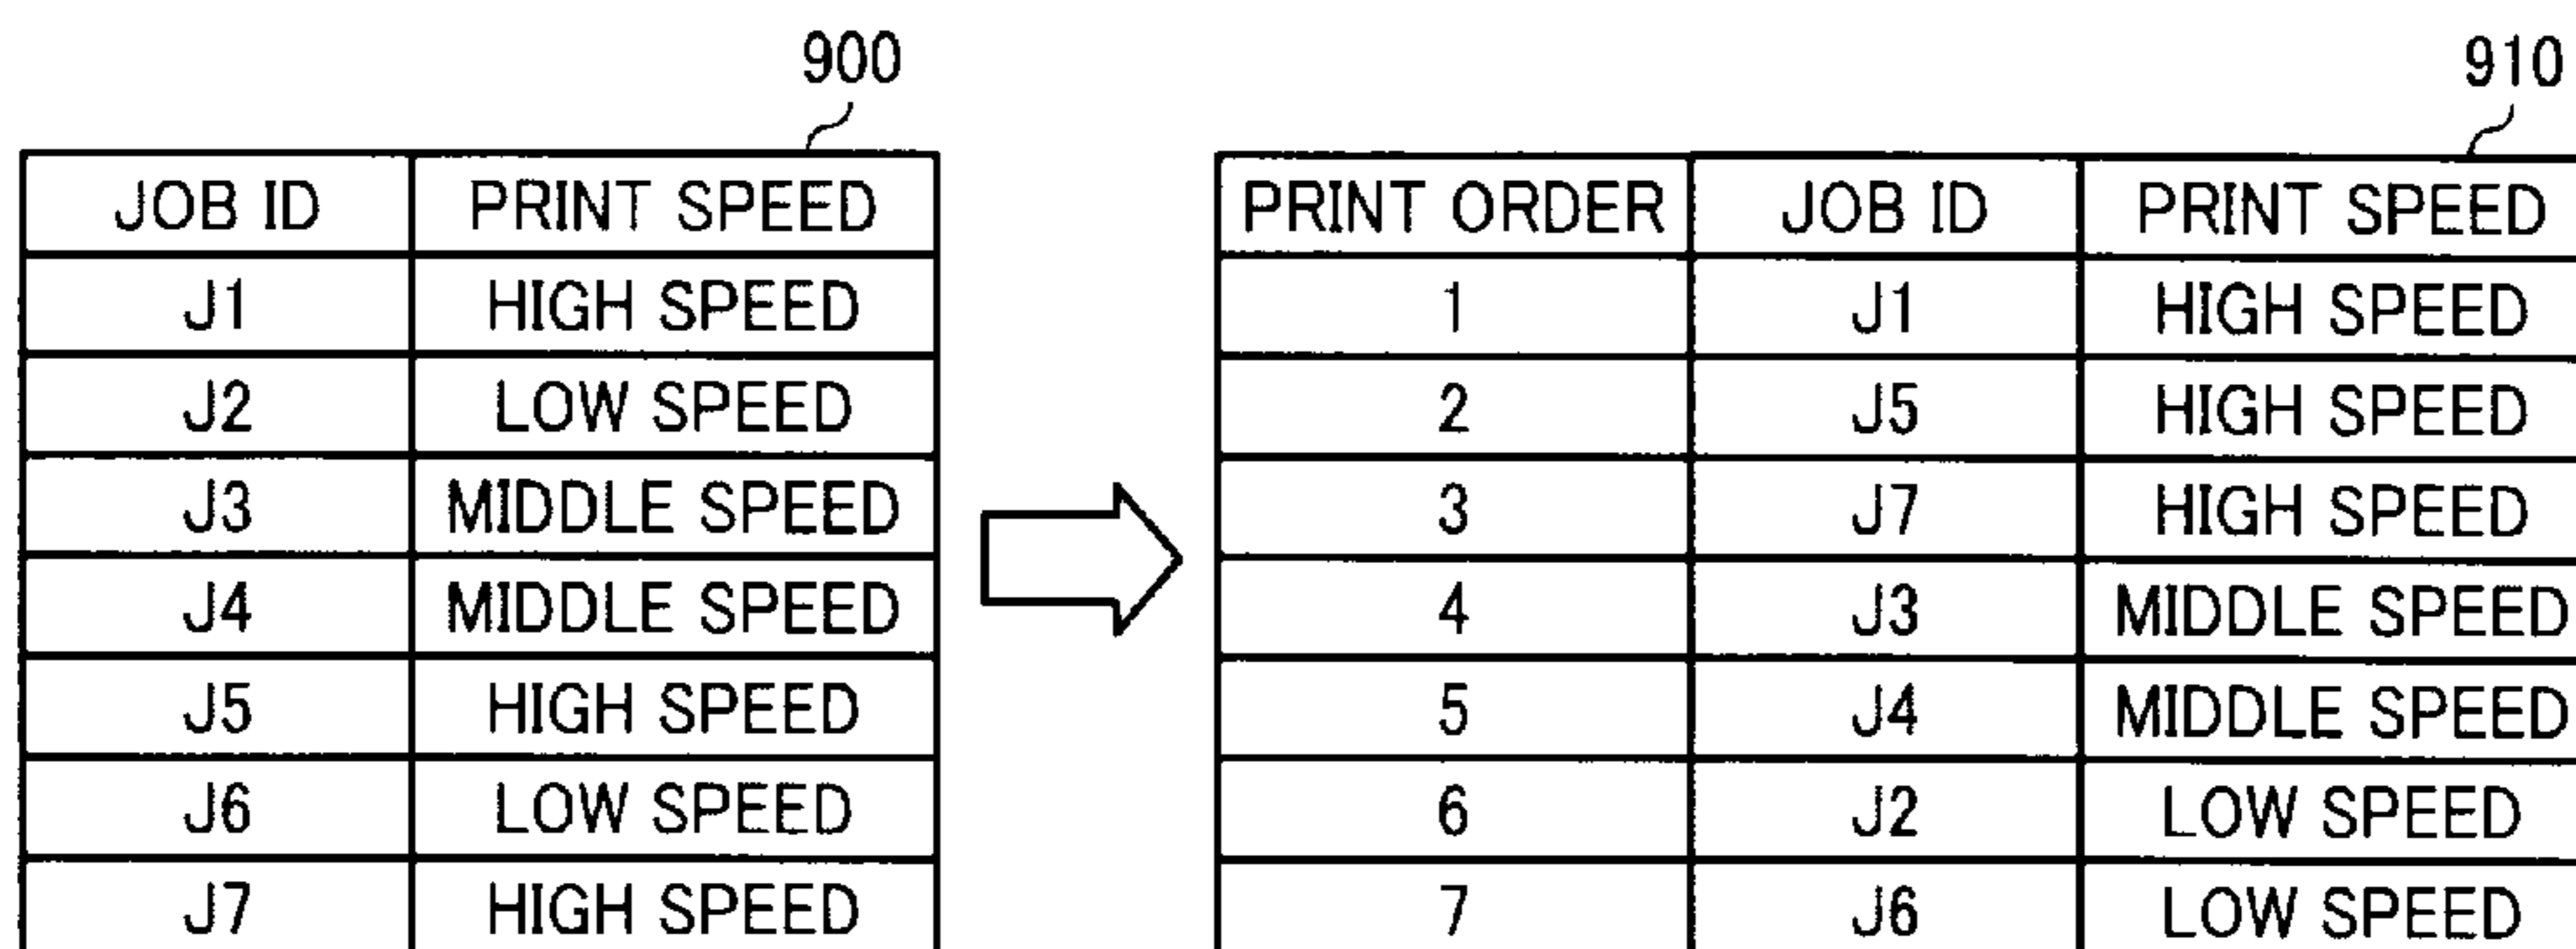 900
JOB ID PRINT SPEED
J1 HIGH SPEED
J2 LOW SPEED
J3 MIDDLE SPEED
J4 MIDDLE SPEED
J5 HIGH SPEED
J6 LOW SPEED
J7 HIGH SPEED
910
PRINT ORDER JOB ID PRINT SPEED
1 J1 HIGH SPEED
2 J5 HIGH SPEED
3 J7 HIGH SPEED
4 J3 MIDDLE SPEED
5 J4 MIDDLE SPEED
6 J2 LOW SPEED
7 J6 LOW SPEED